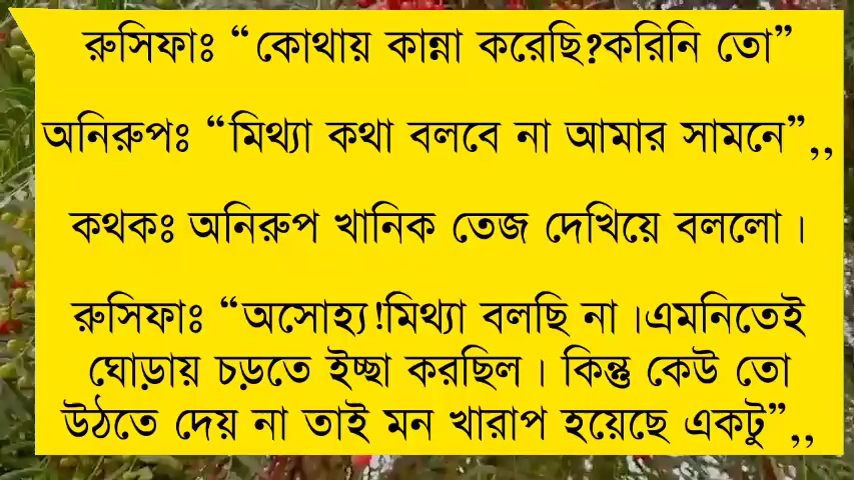 রুসিফাঃ “কোথায় কান্না করেছি?করিনি তো”
অনিরুপঃ “মিথ্যা কথা বলবে না আমার সামনে”,,
কথকঃ অনিরুপ খানিক তেজ দেখিয়ে বললো।
রুসিফাঃ “অসোহ্য!মিথ্যা বলছি না।এমনিতেই
ঘোড়ায় চড়তে ইচ্ছা করছিল। কিন্তু কেউ তো
উঠতে দেয় না তাই মন খারাপ হয়েছে একটু”,,